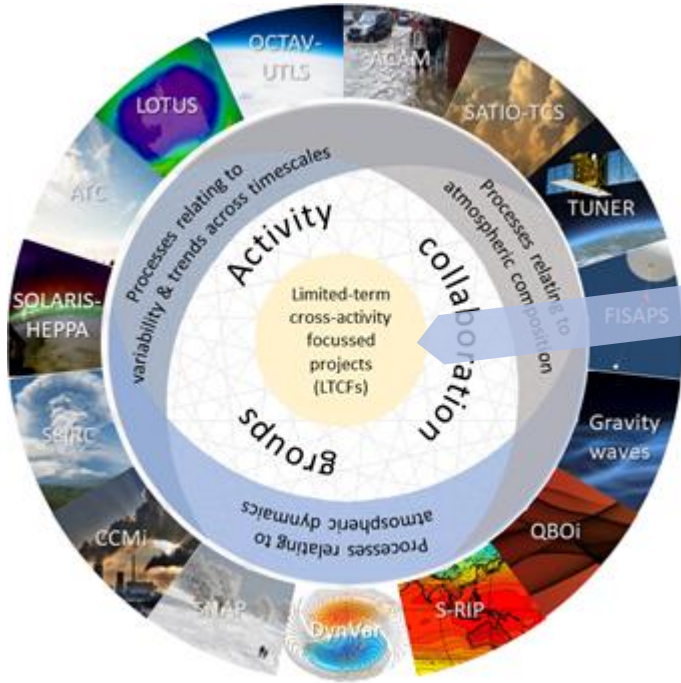 OCTAV-
UTLS
ACAM
SATIO-TCS
TUNER
FISAPS
Gravity
waves
QBOi
S-RIP
DynVar
SNAP
CCMi
SSiRC
SOLARIS-
HEPPA
ATC
LOTUS
Processes relating to
variability & trends across timescales
Processes relating to
atmospheric composition
Processes relating to
atmospheric dynmaics
Activity
collaboration
groups
Limited-term
cross-activity
focussed
projects
(LTCFs)